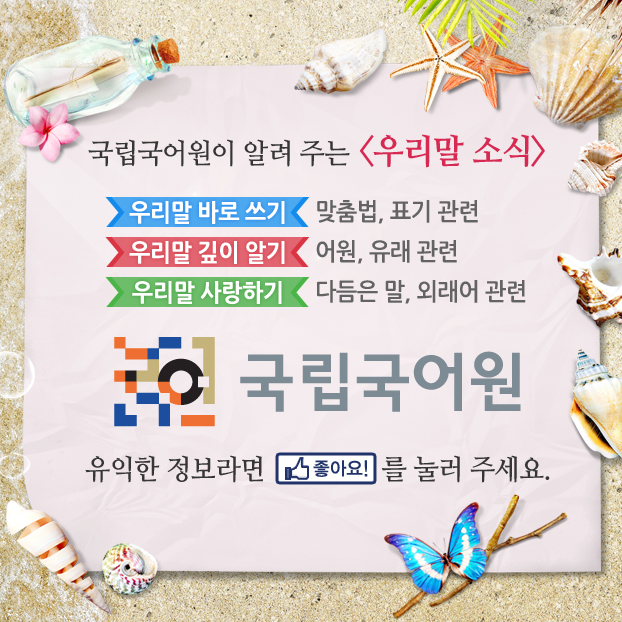 국립국어원이 알려 주는 〈우리말 소식〉
우리말 바로 쓰기 맞춤법, 표기 관련
우리말 깊이 알기 어원, 유래 관련
우리말 사랑하기 다듬은 말, 외래어 관련
국립국어원
유익한 정보라면 좋아요! 를 눌러 주세요.